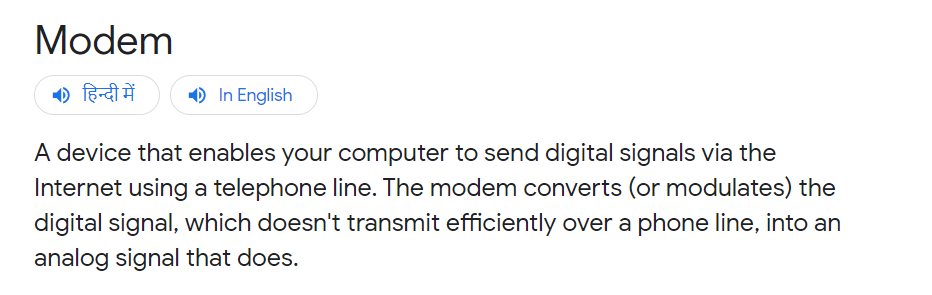 Modem
हिन्दी में
In English
A device that enables your computer to send digital signals via the
Internet using a telephone line. The modem converts (or modulates) the
digital signal, which doesn't transmit efficiently over a phone line, into an
analog signal that does.